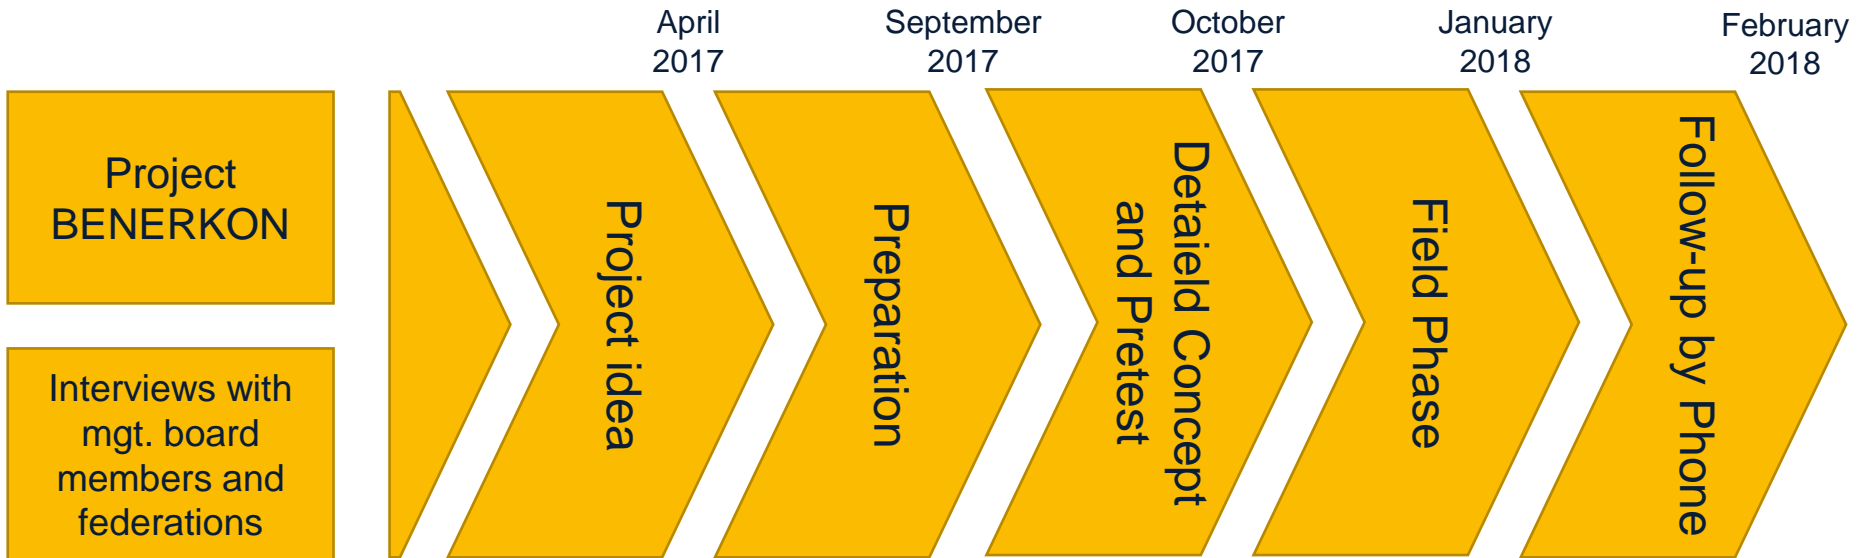 April
2017
September
2017
October
2017
January
2018
February
2018
Project
BENERKON
Interviews with
mgt. board
members and
federations
Project idea
Preparation
Detaield Concept
and Pretest
Field Phase
Follow-up by Phone